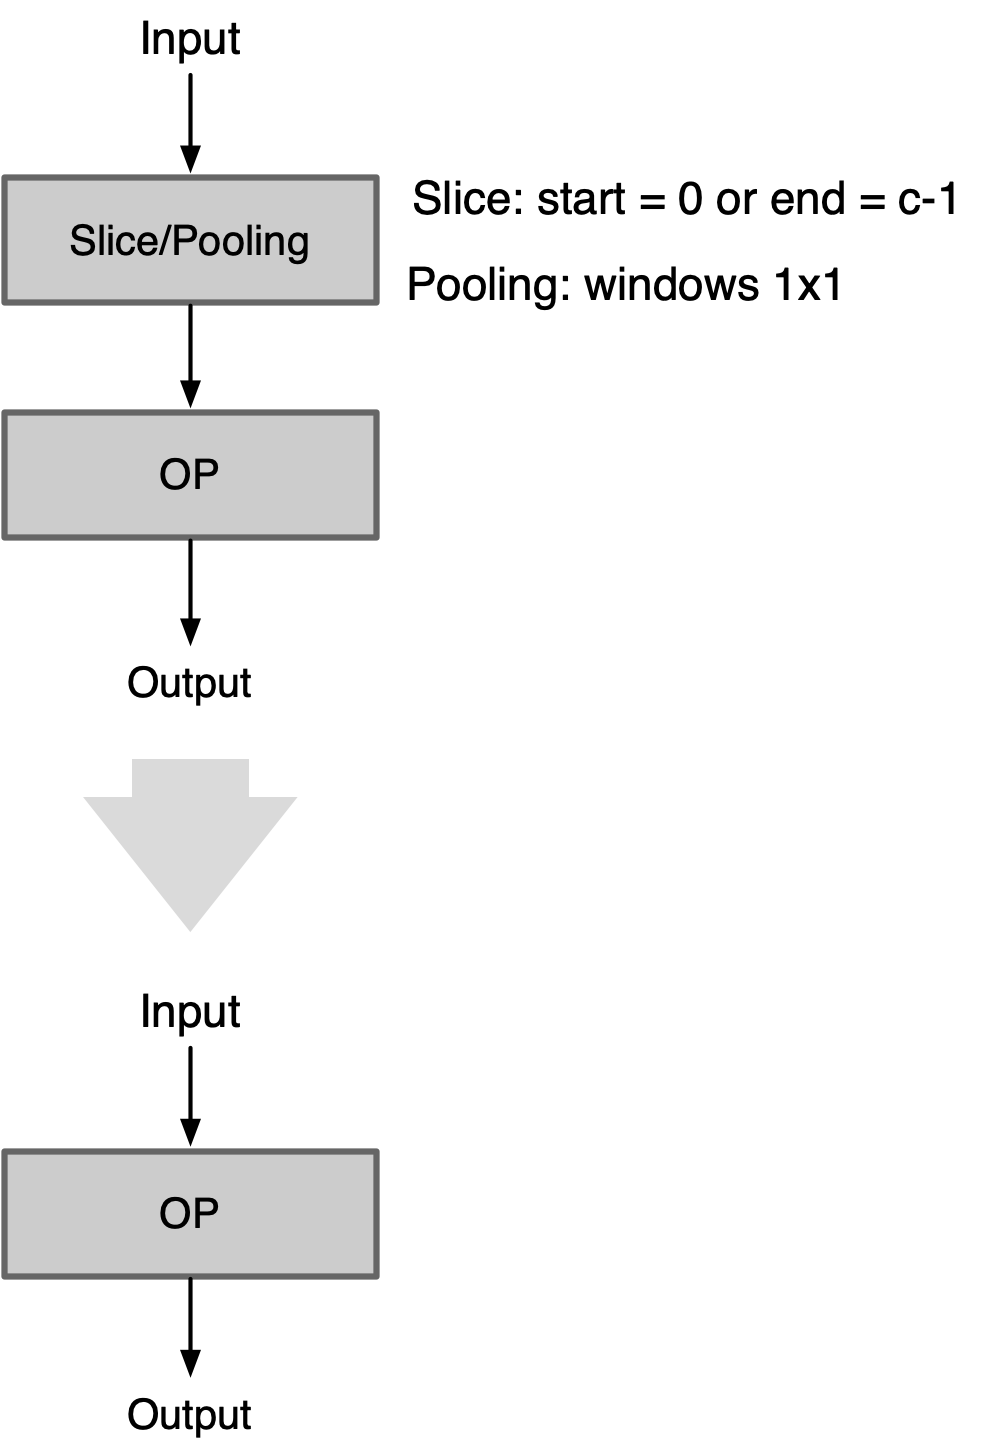 Input
Slice/Pooling
Slice: start = 0 or end = c-1
Pooling: windows 1x1
OP
Output
Input
OP
Output